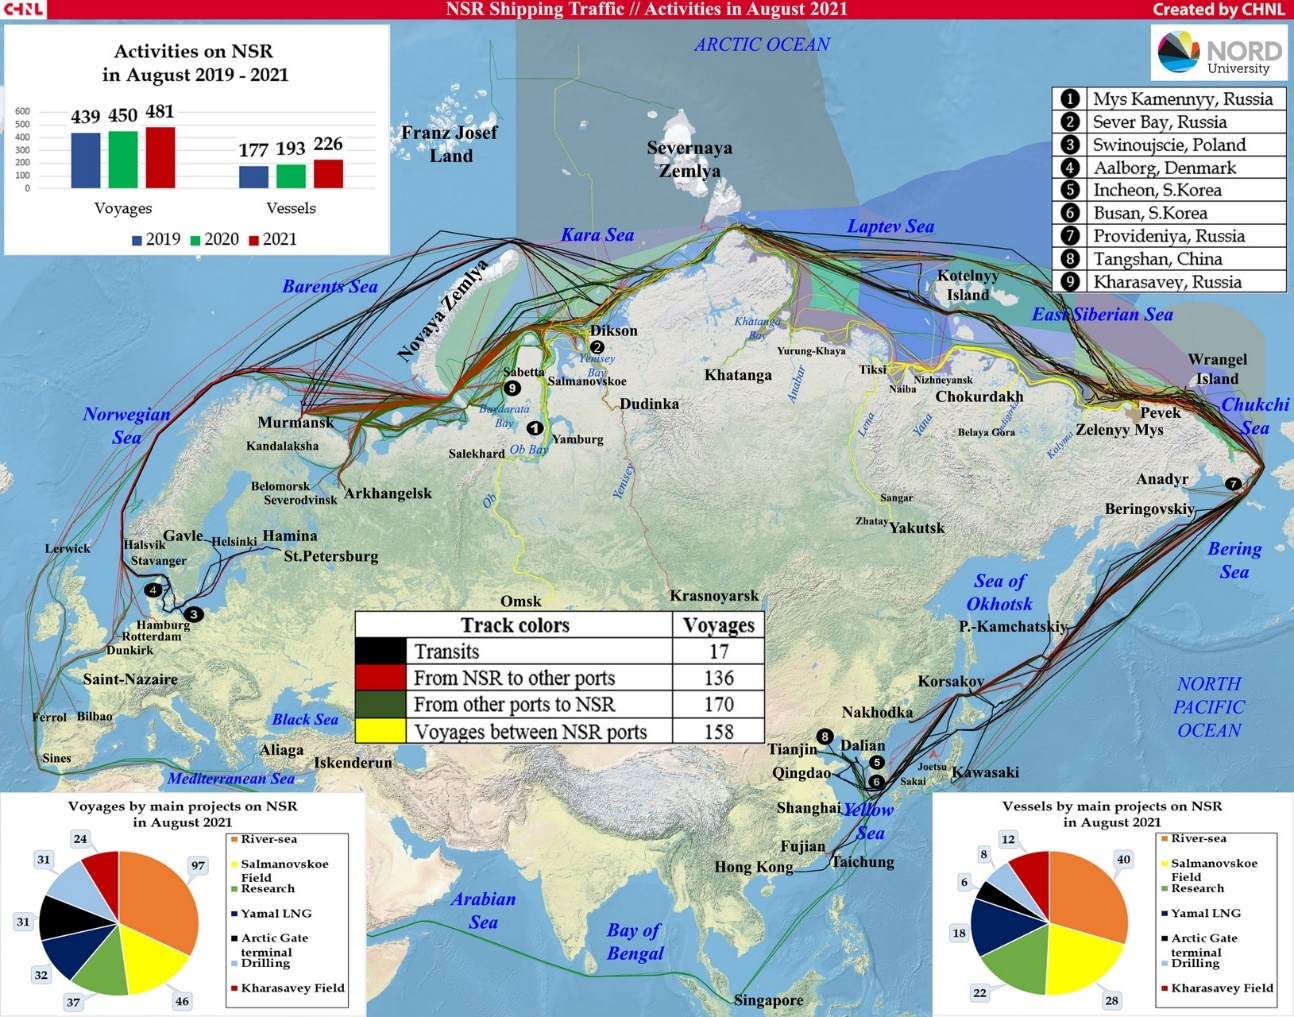 CHNL
NSR Shipping Traffic // Activities in August 2021
Created by CHNL
Activities on NSR
in August 2019 - 2021
600
500
400
300
200
100
0
439 450 481
177 193 226
Voyages
Vessels
2019 2020 2021
ARCTIC OCEAN
NORD
University
1 Mys Kamennyy, Russia
2 Sever Bay, Russia
3 Swinoujscie, Poland
4 Aalborg, Denmark
5 Incheon, S.Korea
6 Busan, S.Korea
7 Provideniya, Russia
8 Tangshan, China
9 Kharasavey, Russia
Franz Josef
Land
Severnaya
Zemlya
Kara Sea
Laptev Sea
Barents Sea
Novaya Zemlya
Kotelnyy
Island
East Siberian Sea
Wrangel
Island
Chukchi
Sea
Dikson
2
Yenisey
Bay
Khatanga
Bay
Yurung-Khaya
Khatanga
Anabar
Tiksi
Naiba
Nizhneyansk
Chokurdakh
Belaya Gora
Indigirka
Kolyma
Pevek
Zelenyy Mys
Sabetta
9
Salmanovskoe
Dudinka
Baydarata
Bay
1
Yamburg
Ob Bay
Salekhard
Ob
Yenisey
Lena
Yana
Norwegian
Sea
Murmansk
Kandalaksha
Belomorsk
Severodvinsk
Arkhangelsk
Anadyr
7
Beringovskiy
Bering
Sea
Sangar
Zhatay
Yakutsk
Lerwick
Halsvik
Stavanger
Gavle
Helsinki
Hamina
St.Petersburg
4
3
Hamburg
Rotterdam
Dunkirk
Saint-Nazaire
Ferrol
Bilbao
Sines
Omsk
Krasnoyarsk
Sea of
Okhotsk
P.-Kamchatskiy
Korsakov
Nakhodka
NORTH
PACIFIC
OCEAN
Track colors Voyages
Transits 17
From NSR to other ports 136
From other ports to NSR 170
Voyages between NSR ports 158
Black Sea
Aliaga
Iskenderun
Mediterranean Sea
8
Tianjin
Dalian
5
Qingdao
6
Sakai
Joetsu
Kawasaki
Shanghai
Yellow
Sea
Fujian
Hong Kong
Taichung
Arabian
Sea
Bay of
Bengal
Singapore
Voyages by main projects on NSR
in August 2021
97
46
37
32
31
31
24
River-sea
Salmanovskoe
Field
Research
Yamal LNG
Arctic Gate
terminal
Drilling
Kharasavey Field
Vessels by main projects on NSR
in August 2021
40
28
22
18
6
8
12
River-sea
Salmanovskoe
Field
Research
Yamal LNG
Arctic Gate
terminal
Drilling
Kharasavey Field